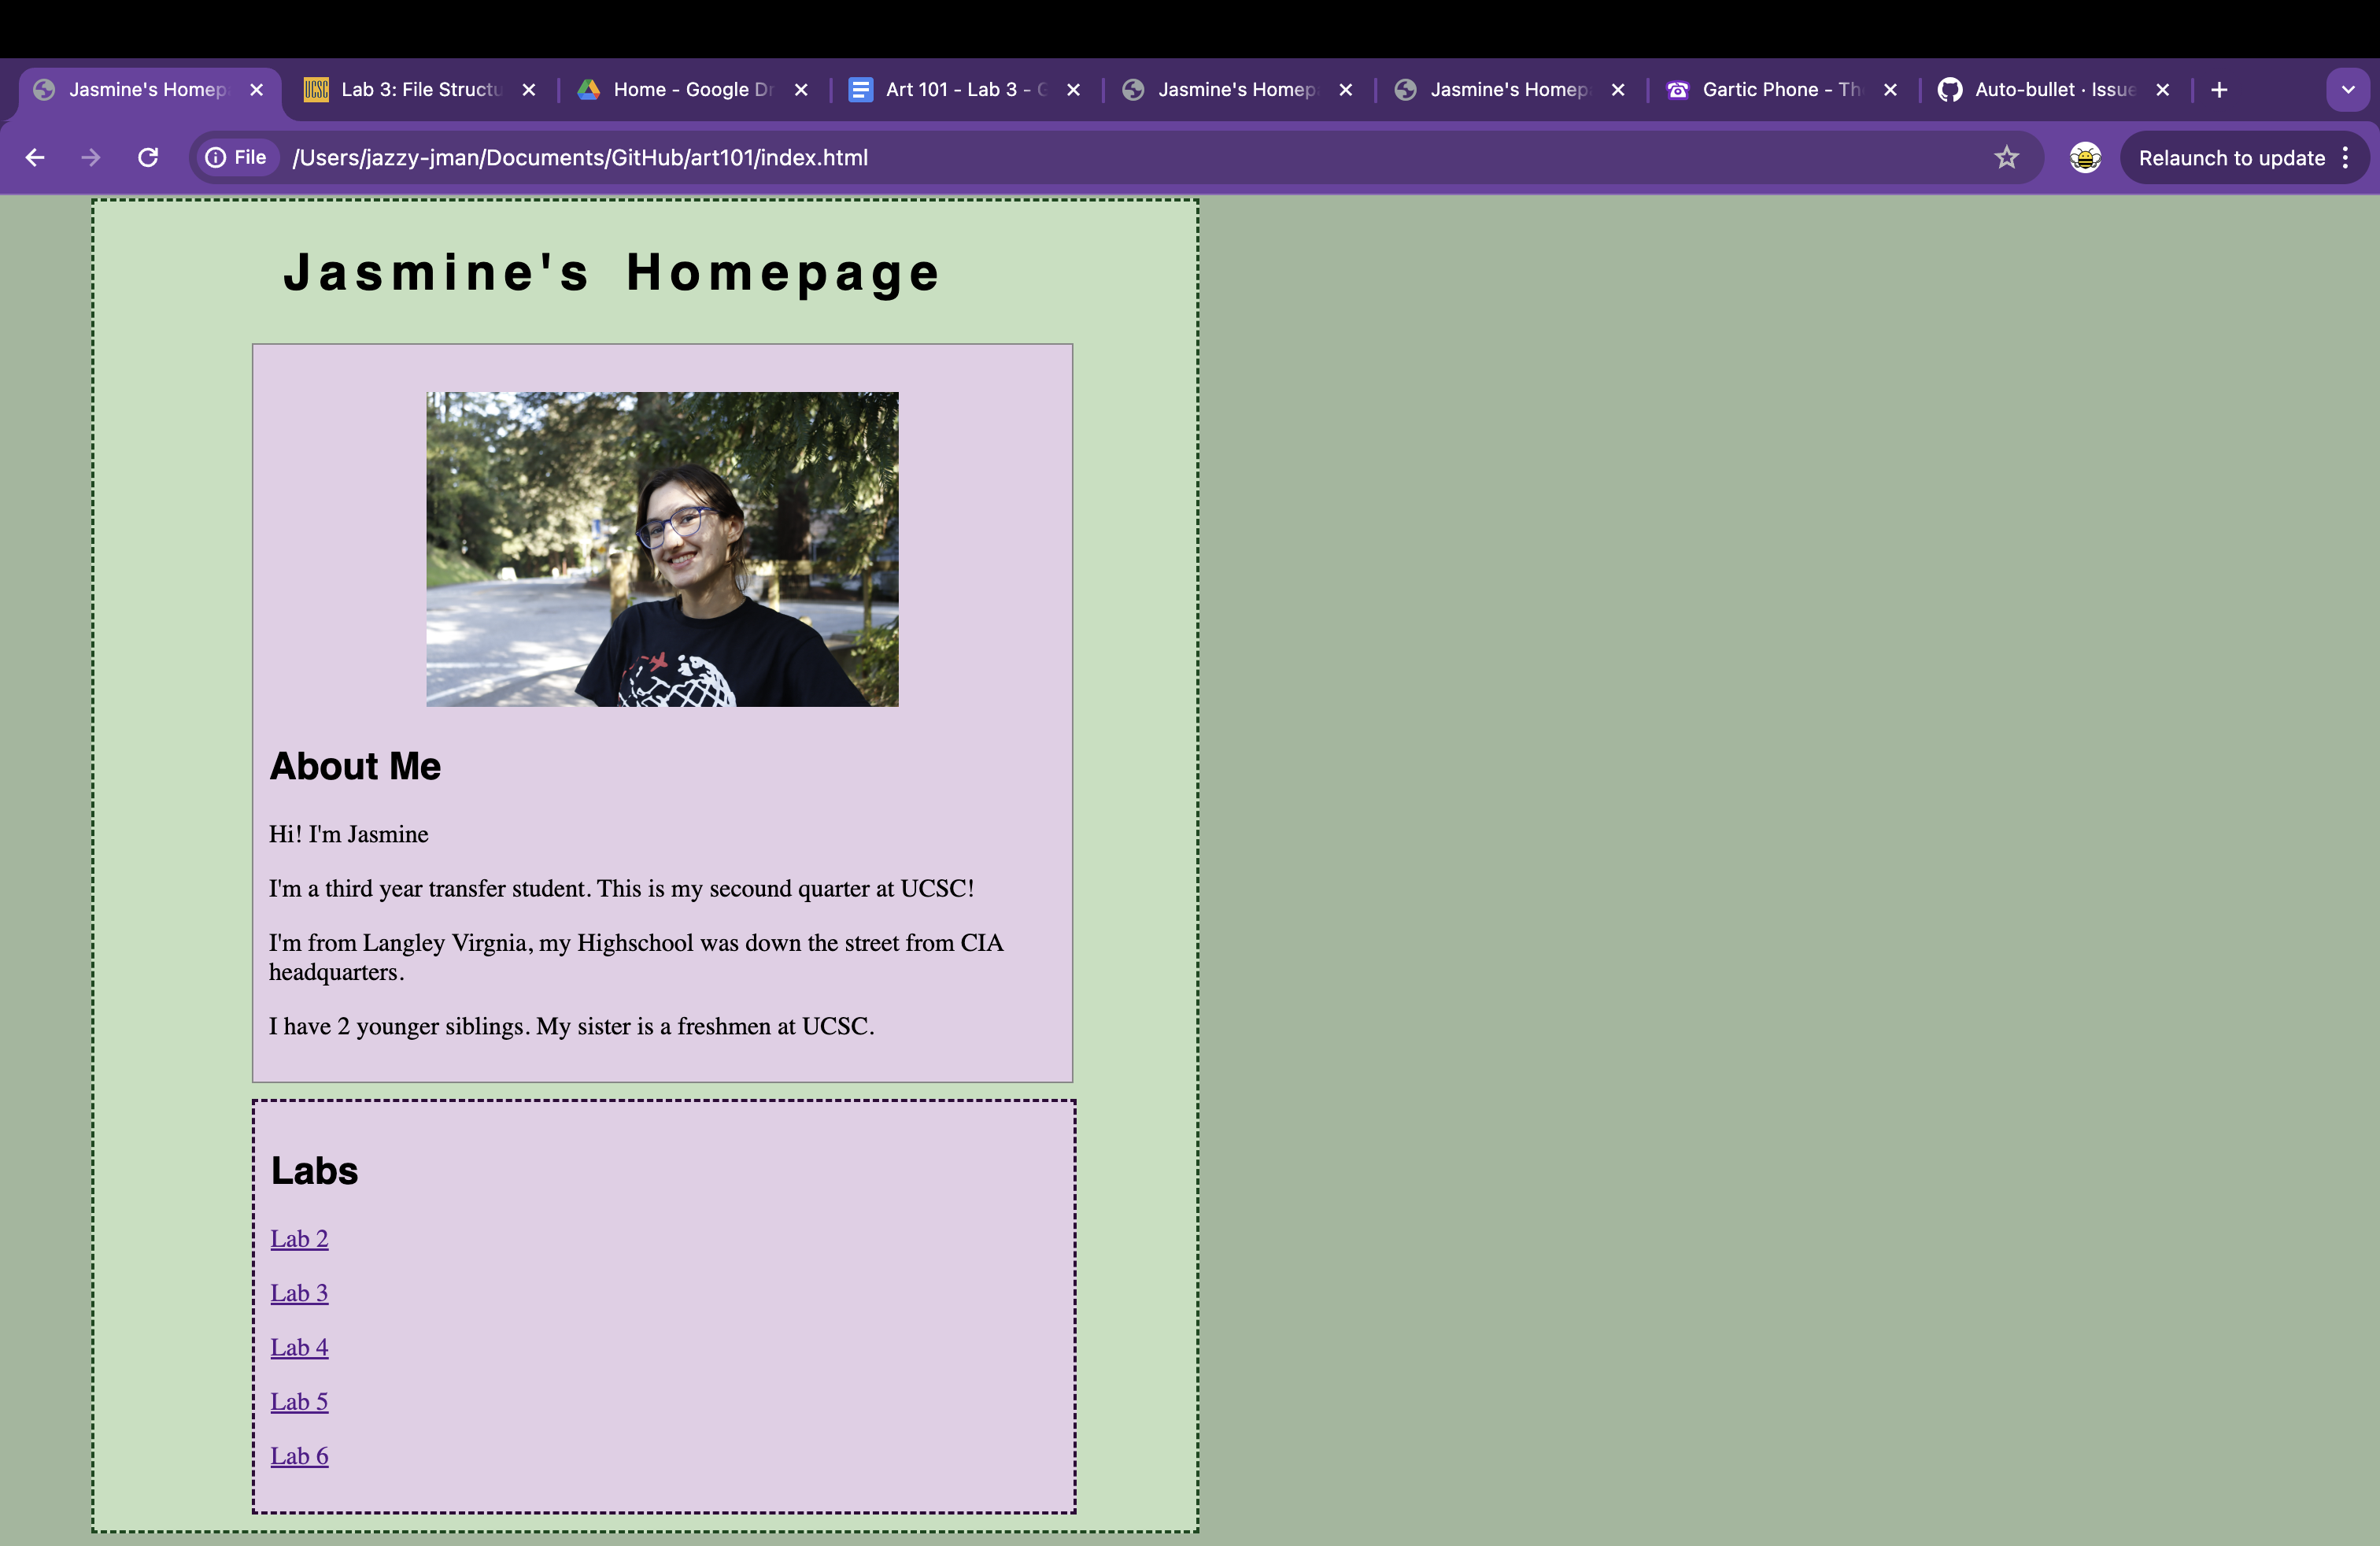 Jasmine's Homep
UCSC Lab 3: File Structu
Home - Google Dr
Art 101 - Lab 3 - G
Jasmine's Homep
Jasmine's Homep
Gartic Phone - Th
Auto-bullet · Issue
File /Users/jazzy-jman/Documents/GitHub/art101/index.html
Relaunch to update
Jasmine's Homepage
About Me
Hi! I'm Jasmine
I'm a third year transfer student. This is my secound quarter at UCSC!
I'm from Langley Virgnia, my Highschool was down the street from CIA
headquarters.
I have 2 younger siblings. My sister is a freshmen at UCSC.
Labs
Lab 2
Lab 3
Lab 4
Lab 5
Lab 6